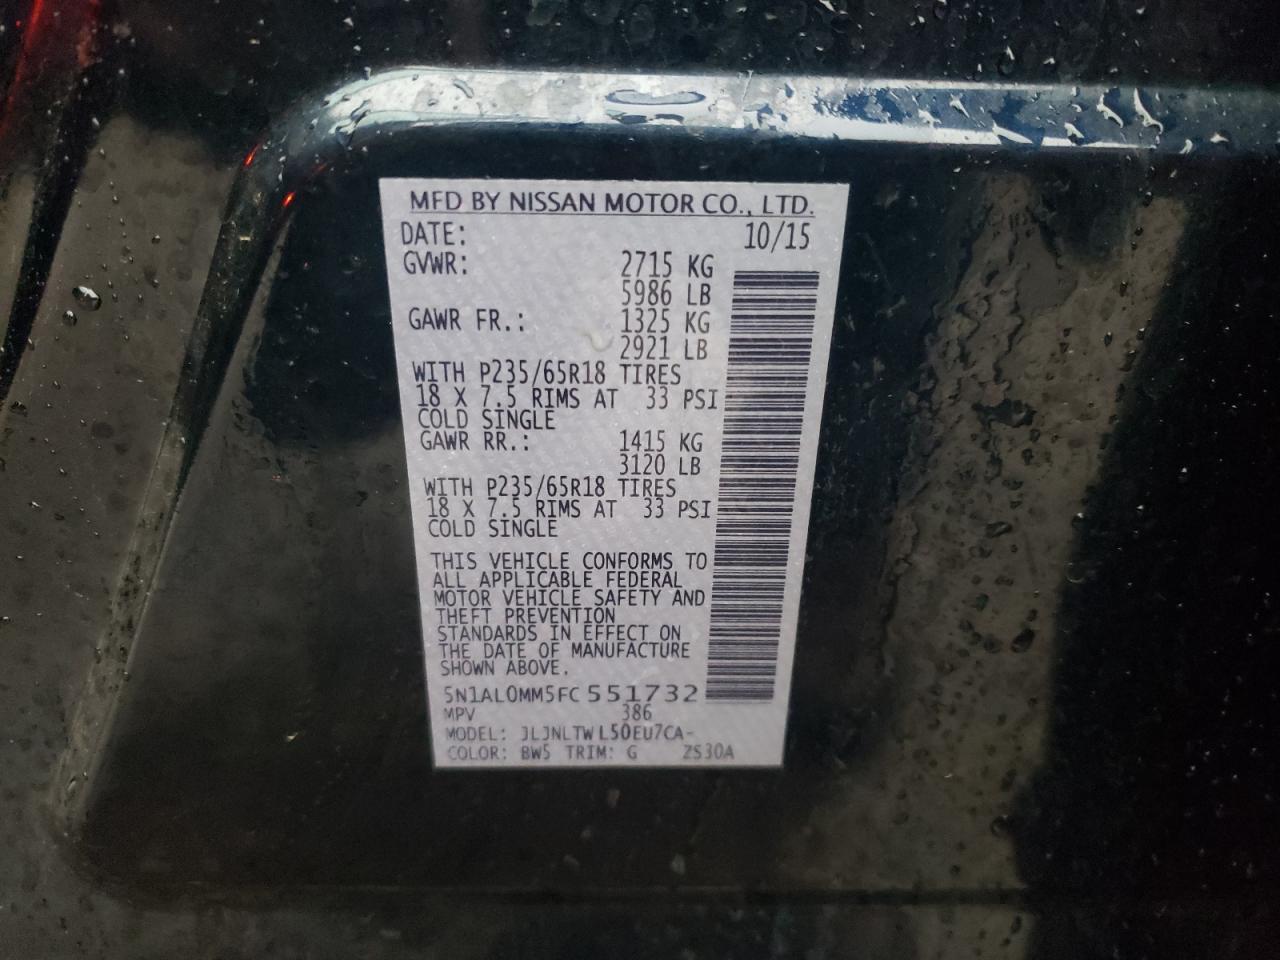 MFD BY NISSAN MOTOR CO., LTD.
DATE: 10/15
GVWR: 2715 KG
5986 LB
GAWR FR.: 1325 KG
2921 LB
WITH P235/65R18 TIRES
18 X 7.5 RIMS AT 33 PSI
COLD SINGLE
GAWR RR.: 1415 KG
3120 LB
WITH P235/65R18 TIRES
18 X 7.5 RIMS AT 33 PSI
COLD SINGLE
THIS VEHICLE CONFORMS TO
ALL APPLICABLE FEDERAL
MOTOR VEHICLE SAFETY AND
THEFT PREVENTION
STANDARDS IN EFFECT ON
THE DATE OF MANUFACTURE
SHOWN ABOVE.
5N1AL0MM5FC551732
MPV 386
MODEL: JLJNLTWL50EU7CA-
COLOR: BW5 TRIM: G ZS30A